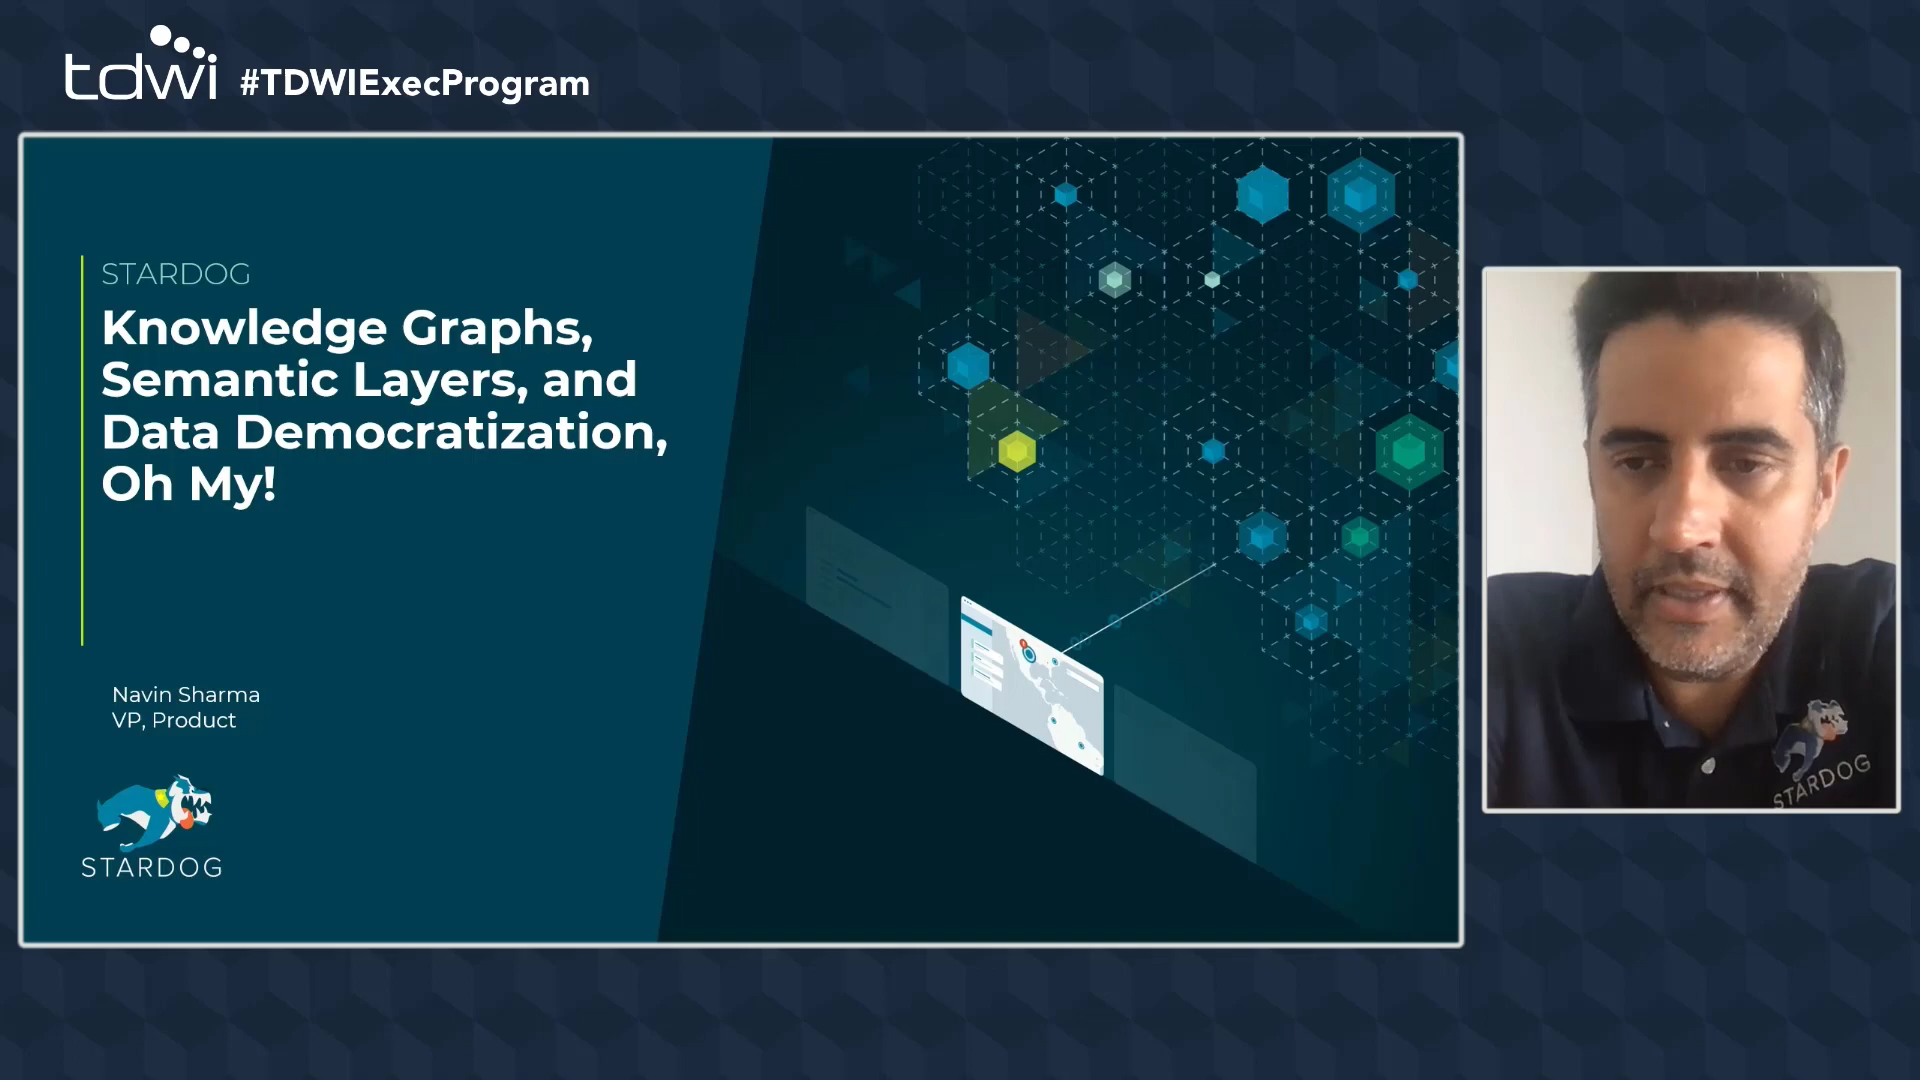 tdwi #TDWIExecProgram
STARDOG
Knowledge Graphs,
Semantic Layers, and
Data Democratization,
Oh My!
Navin Sharma
VP, Product
STARDOG
STARDOG